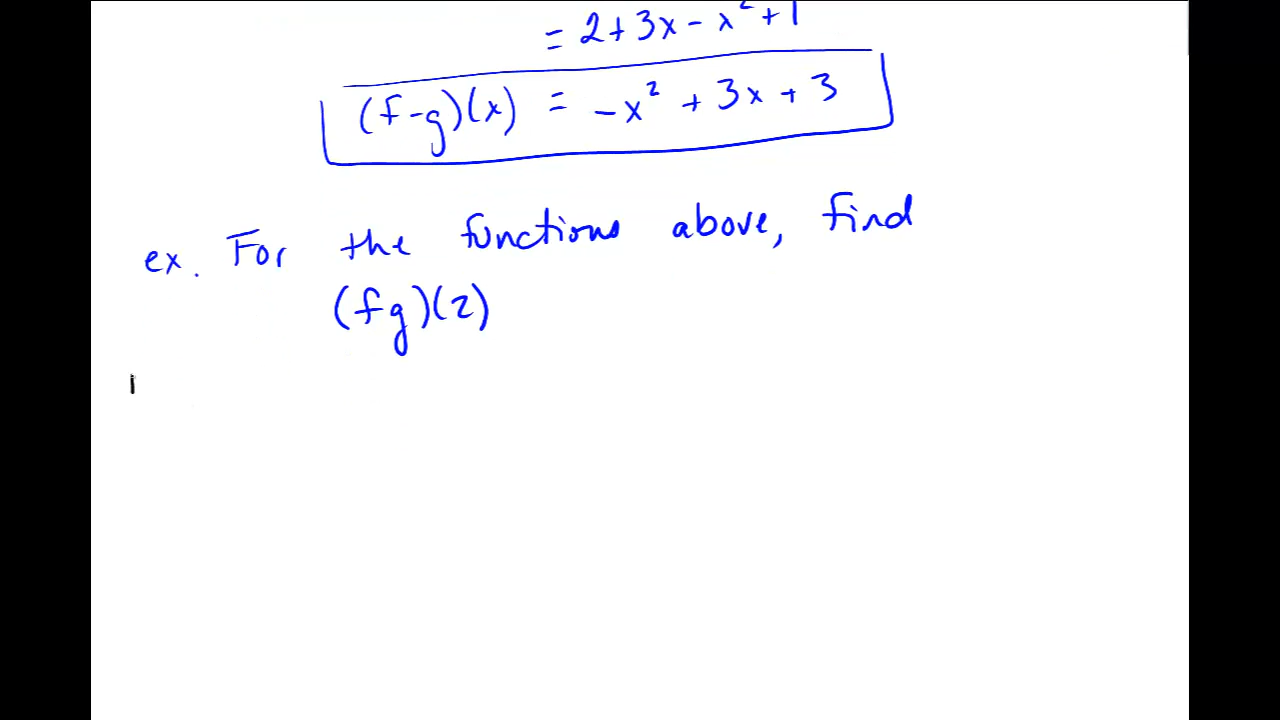 = 2 + 3x - x² + 1
(f-g)(x) = -x² + 3x + 3
ex. For the functions above, find
(fg)(2)